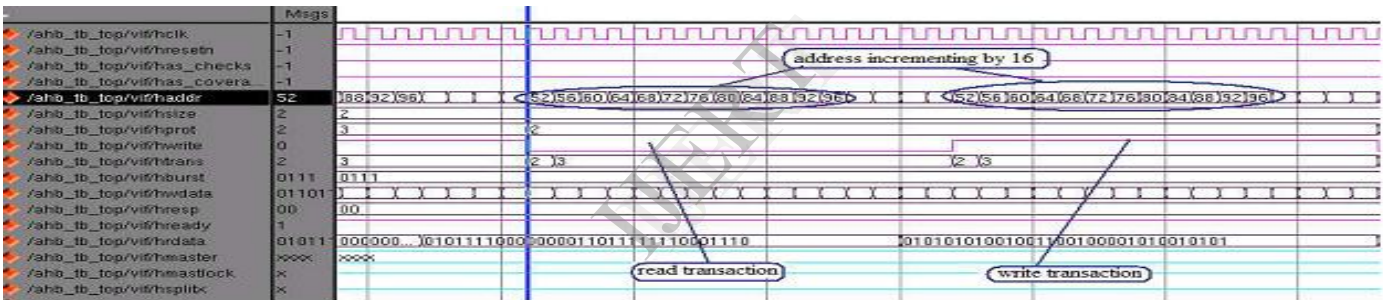 Msgs
/ahb_tb_top/vif/hclk -1
/ahb_tb_top/vif/hresetn -1
/ahb_tb_top/vif/has_checks -1
address incrementing by 16
/ahb_tb_top/vif/has_covera... -1
/ahb_tb_top/vif/haddr 52 88 92 96 52 56 60 64 68 72 76 80 84 88 92 96 52 56 60 64 68 72 76 80 84 88 92 96
/ahb_tb_top/vif/hsize 2 2
/ahb_tb_top/vif/hprot 2 3 2
/ahb_tb_top/vif/hwrite 0
/ahb_tb_top/vif/htrans 2 3 2 3 2 3
/ahb_tb_top/vif/hburst 0111 0111
/ahb_tb_top/vif/hwdata 01101
/ahb_tb_top/vif/hresp 00 00
/ahb_tb_top/vif/hready 1
/ahb_tb_top/vif/hrdata 01011 000000...
/ahb_tb_top/vif/hmaster xxxx xxxx
read transaction
write transaction
/ahb_tb_top/vif/hmastlock x
/ahb_tb_top/vif/hsplitx x
IJERT